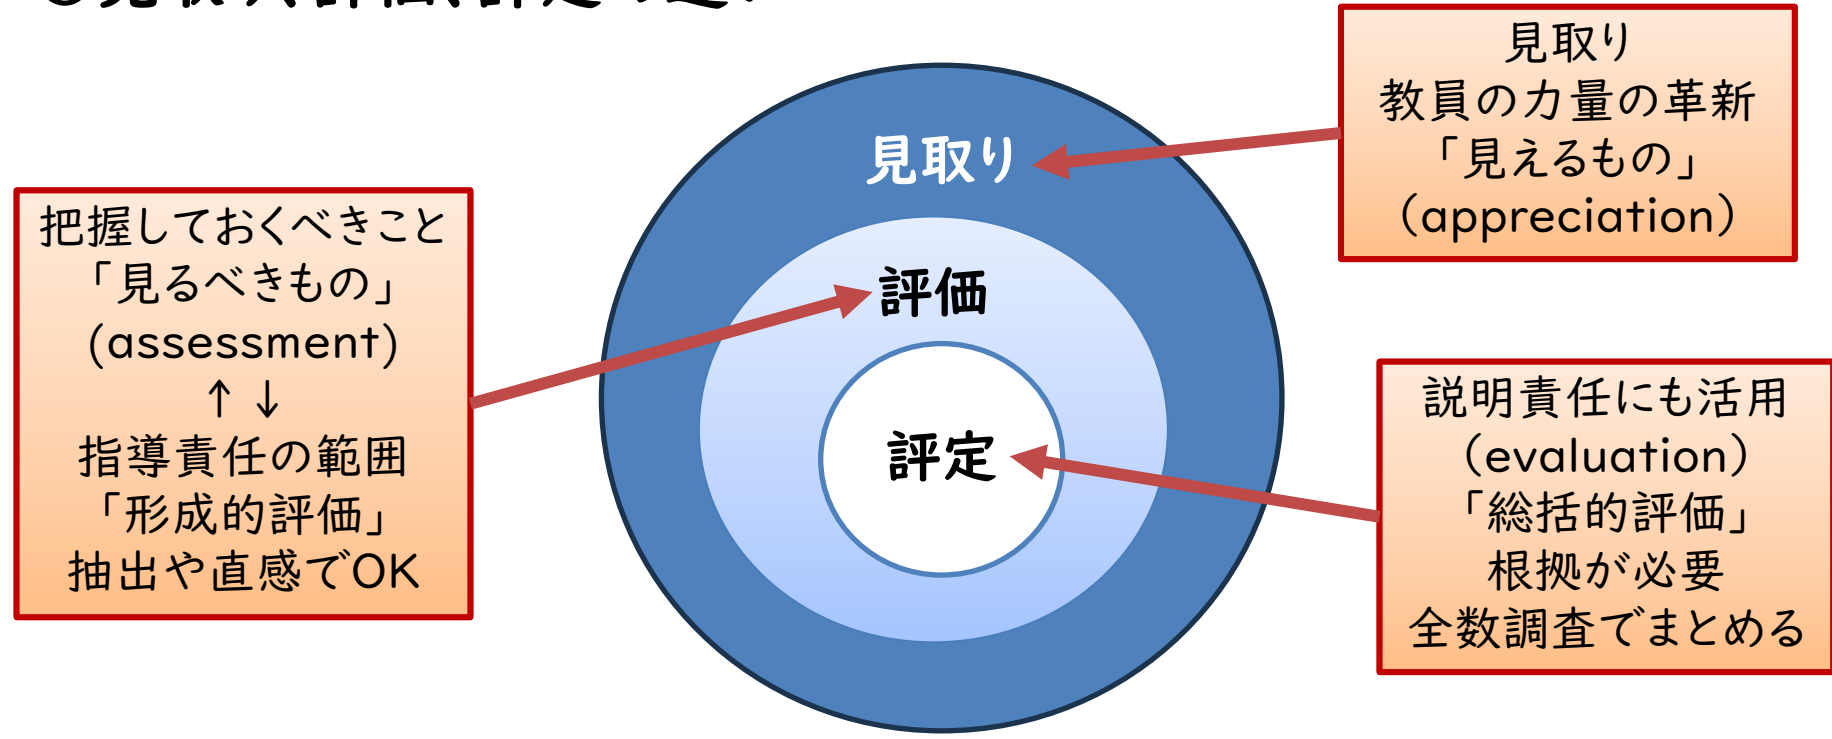 見取り
教員の力量の革新
「見えるもの」
（appreciation）
見取り
把握しておくべきこと
「見るべきもの」
(assessment)
↑ ↓
指導責任の範囲
「形成的評価」
抽出や直感でOK
評価
評定
説明責任にも活用
（evaluation）
「総括的評価」
根拠が必要
全数調査でまとめる